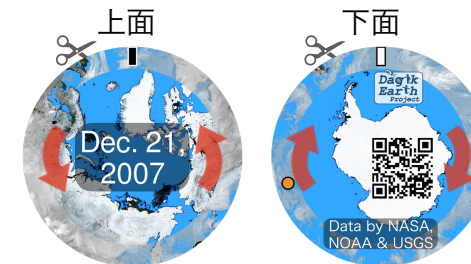 上面
下面
Dec. 21
2007
Dagik
Earth
Project
Data by NASA,
NOAA & USGS